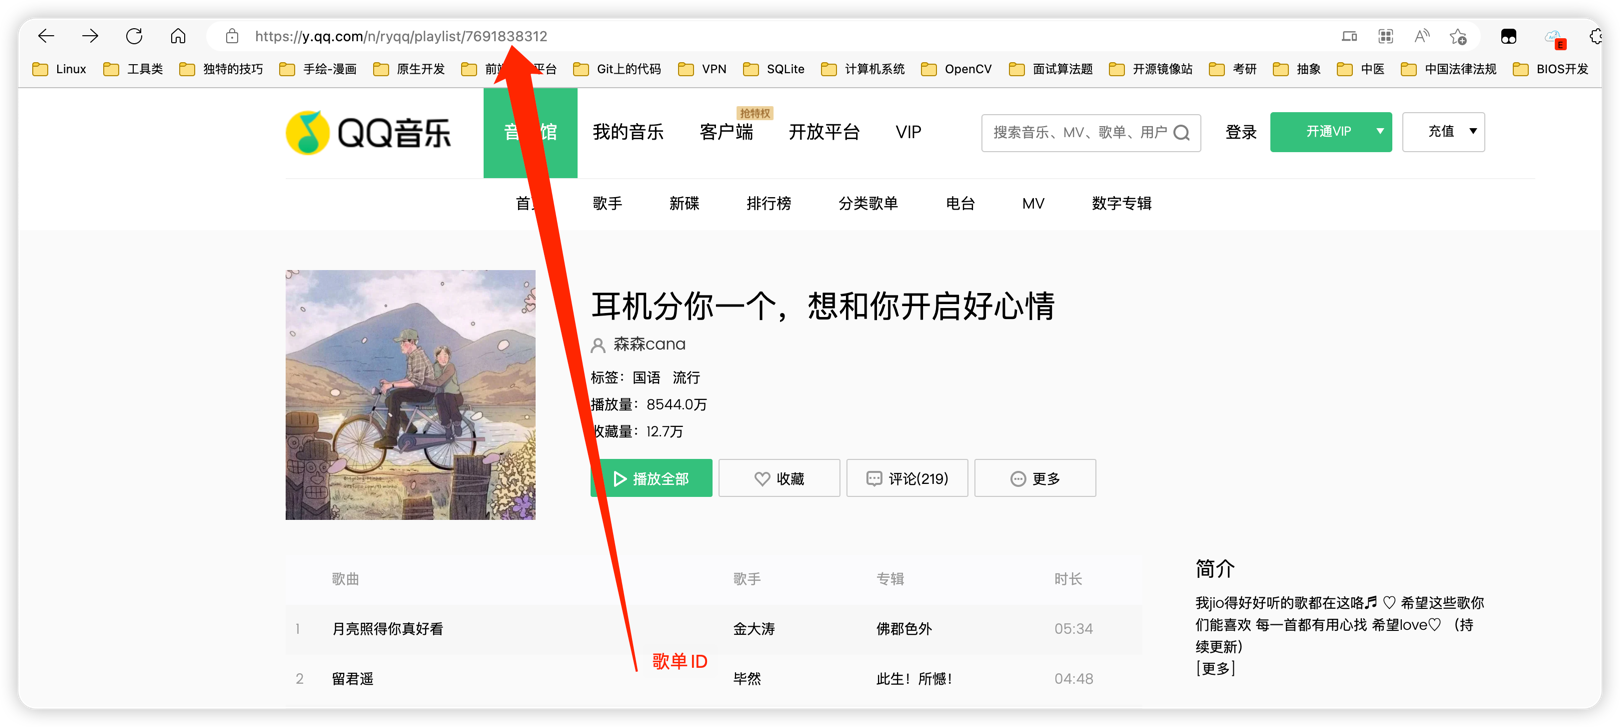 https://y.qq.com/n/ryqq/playlist/7691838312
Linux 工具类 独特的技巧 手绘-漫画 原生开发 前 平台 Git上的代码 VPN SQLite 计算机系统 OpenCV 面试算法题 开源镜像站 考研 抽象 中医 中国法律法规 BIOS开发
抢特权
QQ音乐 音 馆 我的音乐 客户端 开放平台 VIP 搜索音乐、MV、歌单、用户 登录 开通VIP 充值
首 歌手 新碟 排行榜 分类歌单 电台 MV 数字专辑
耳机分你一个，想和你开启好心情
森森cana
标签：国语 流行
播放量：8544.0万
收藏量：12.7万
播放全部 收藏 评论(219) 更多
歌曲 歌手 专辑 时长
1 月亮照得你真好看 金大涛 佛郡色外 05:34
2 留君遥 毕然 此生！所憾！ 04:48
歌单ID
简介
我jio得好好听的歌都在这咯♬ ♡ 希望这些歌你
们能喜欢 每一首都有用心找 希望love♡ （持
续更新）
[更多]